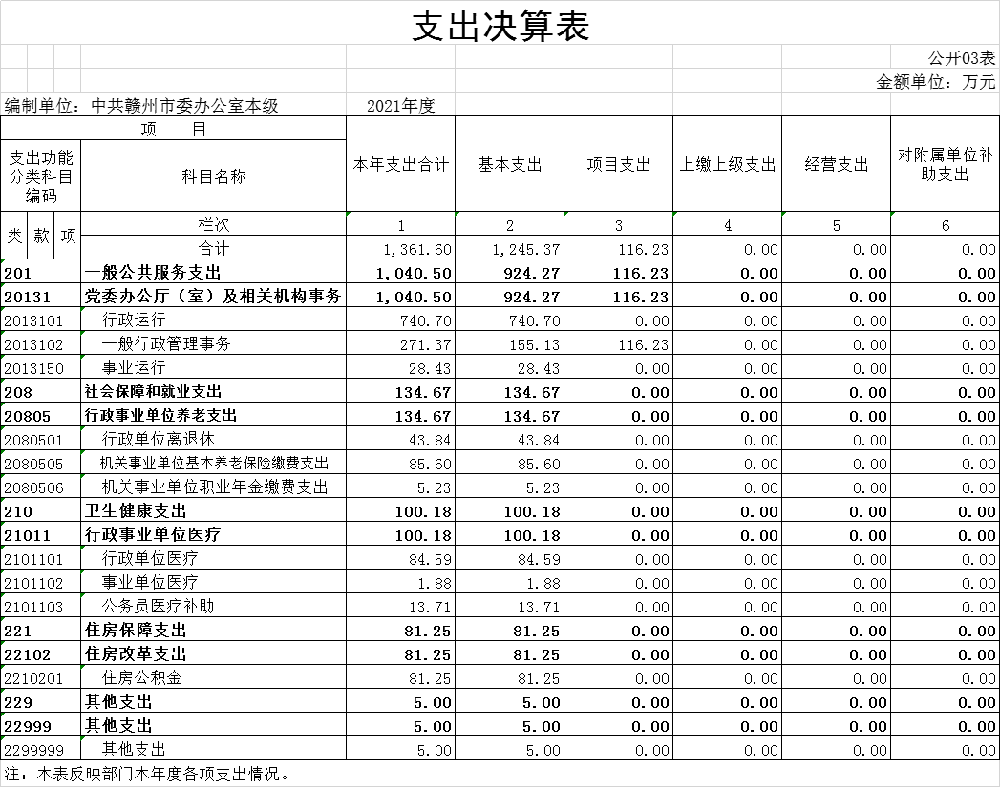 支出决算表
公开03表
金额单位：万元
编制单位：中共赣州市委办公室本级 2021年度
项 目 本年支出合计 基本支出 项目支出 上缴上级支出 经营支出 对附属单位补助支出
支出功能分类科目编码 科目名称
类 款 项 栏次 1 2 3 4 5 6
合计 1,361.60 1,245.37 116.23 0.00 0.00 0.00
201 一般公共服务支出 1,040.50 924.27 116.23 0.00 0.00 0.00
20131 党委办公厅（室）及相关机构事务 1,040.50 924.27 116.23 0.00 0.00 0.00
2013101 行政运行 740.70 740.70 0.00 0.00 0.00 0.00
2013102 一般行政管理事务 271.37 155.13 116.23 0.00 0.00 0.00
2013150 事业运行 28.43 28.43 0.00 0.00 0.00 0.00
208 社会保障和就业支出 134.67 134.67 0.00 0.00 0.00 0.00
20805 行政事业单位养老支出 134.67 134.67 0.00 0.00 0.00 0.00
2080501 行政单位离退休 43.84 43.84 0.00 0.00 0.00 0.00
2080505 机关事业单位基本养老保险缴费支出 85.60 85.60 0.00 0.00 0.00 0.00
2080506 机关事业单位职业年金缴费支出 5.23 5.23 0.00 0.00 0.00 0.00
210 卫生健康支出 100.18 100.18 0.00 0.00 0.00 0.00
21011 行政事业单位医疗 100.18 100.18 0.00 0.00 0.00 0.00
2101101 行政单位医疗 84.59 84.59 0.00 0.00 0.00 0.00
2101102 事业单位医疗 1.88 1.88 0.00 0.00 0.00 0.00
2101103 公务员医疗补助 13.71 13.71 0.00 0.00 0.00 0.00
221 住房保障支出 81.25 81.25 0.00 0.00 0.00 0.00
22102 住房改革支出 81.25 81.25 0.00 0.00 0.00 0.00
2210201 住房公积金 81.25 81.25 0.00 0.00 0.00 0.00
229 其他支出 5.00 5.00 0.00 0.00 0.00 0.00
22999 其他支出 5.00 5.00 0.00 0.00 0.00 0.00
2299999 其他支出 5.00 5.00 0.00 0.00 0.00 0.00
注：本表反映部门本年度各项支出情况。